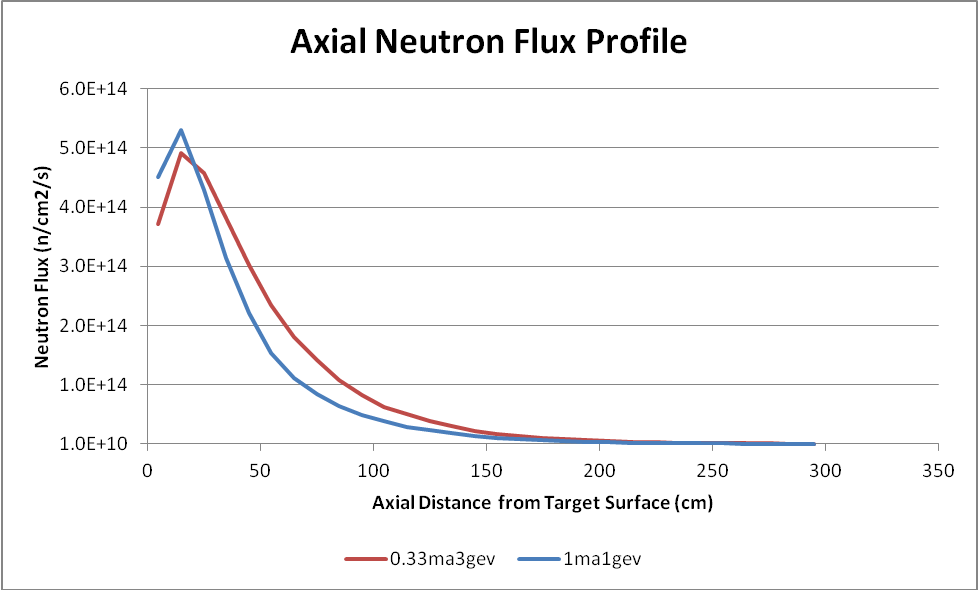 Axial Neutron Flux Profile
Neutron Flux (n/cm2/s)
6.0E+14
5.0E+14
4.0E+14
3.0E+14
2.0E+14
1.0E+14
1.0E+10
0 50 100 150 200 250 300 350
Axial Distance from Target Surface (cm)
0.33ma3gev 1ma1gev